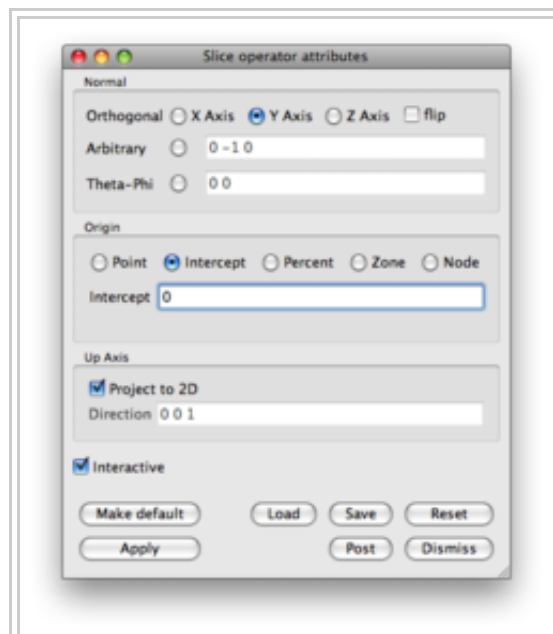 Slice operator attributes
Normal
Orthogonal X Axis Y Axis Z Axis flip
Arbitrary 0 -1 0
Theta-Phi 0 0
Origin
Point Intercept Percent Zone Node
Intercept 0
Up Axis
Project to 2D
Direction 0 0 1
Interactive
Make default Load Save Reset
Apply Post Dismiss